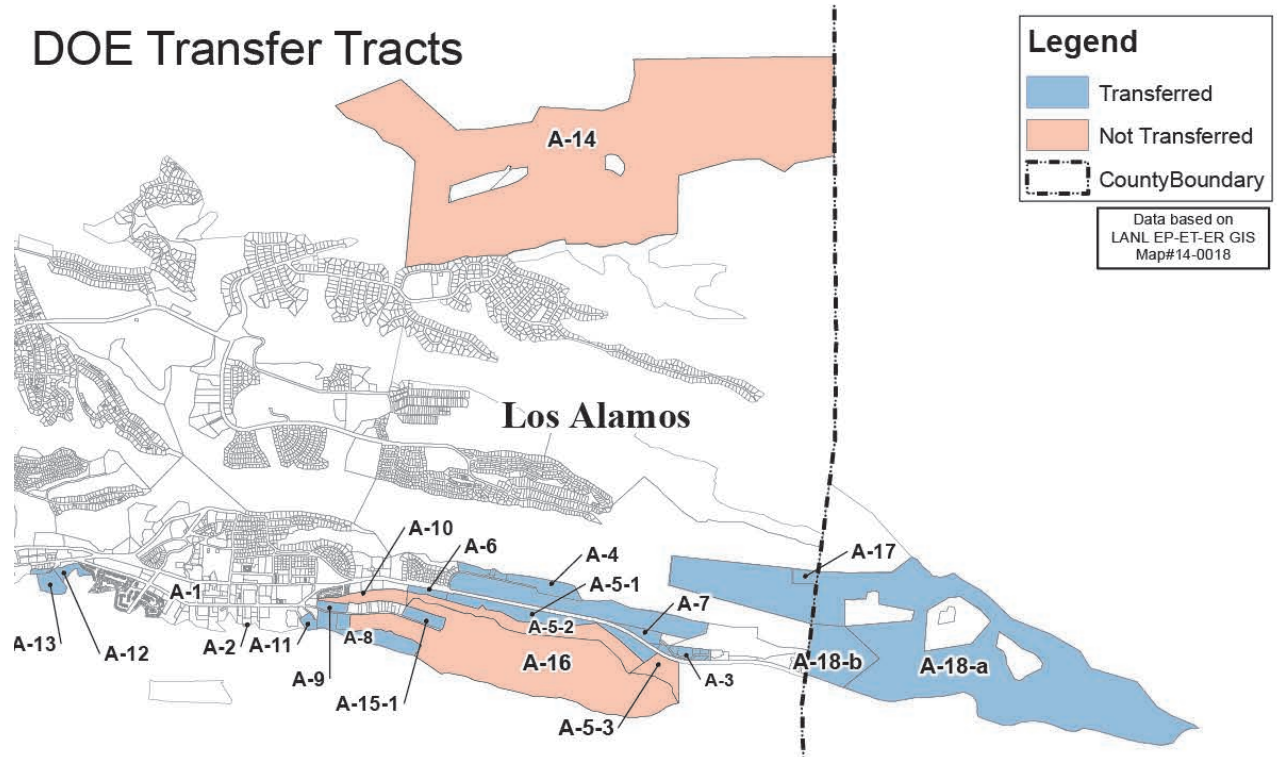 DOE Transfer Tracts
Legend
Transferred
Not Transferred
CountyBoundary
Data based on
LANL EP-ET-ER GIS
Map#14-0018
A-14
Los Alamos
A-10
A-6
A-4
A-17
A-5-1
A-1
A-7
A-5-2
A-13
A-12
A-2
A-11
A-8
A-16
A-18-b
A-18-a
A-9
A-3
A-15-1
A-5-3